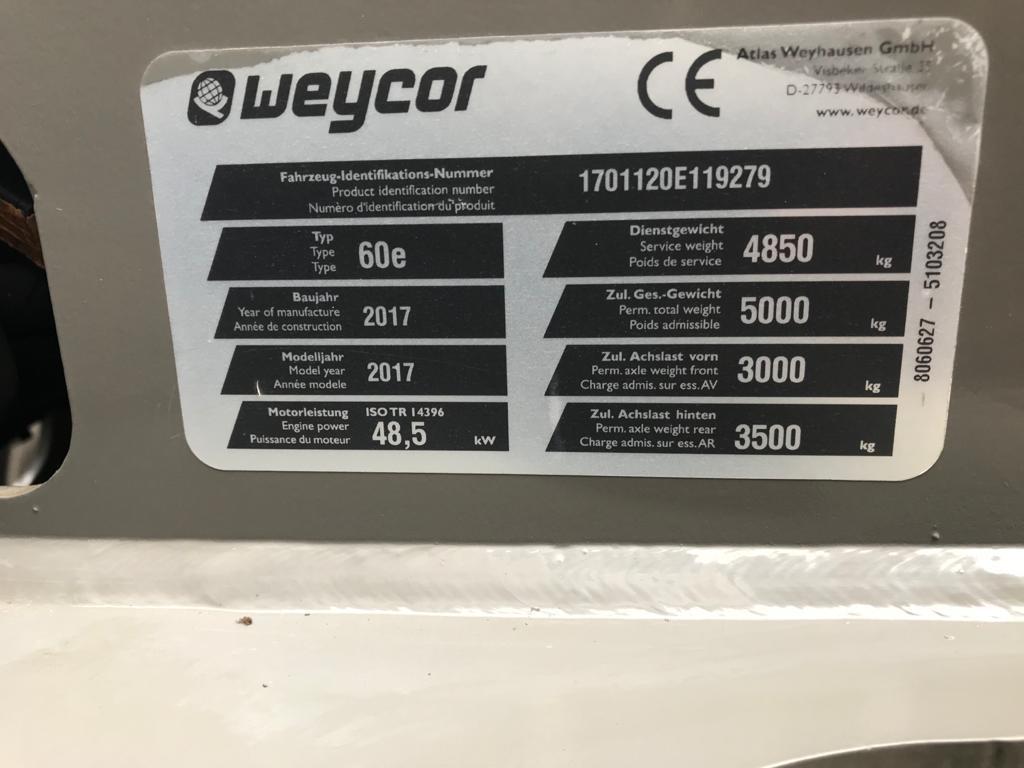 weycor
CE
Atlas Weyhausen GmbH
Visbeker Straße 35
D-27793 Wildeshausen
www.weycor.de
Fahrzeug-Identifikations-Nummer
Product identification number
Numèro d'identification du produit
1701120E119279
Typ
Type
Type
60e
Dienstgewicht
Service weight
Poids de service
4850
kg
Baujahr
Year of manufacture
Année de construction
2017
Zul. Ges.-Gewicht
Perm. total weight
Poids admissible
5000
kg
Modelljahr
Model year
Année modele
2017
Zul. Achslast vorn
Perm. axle weight front
Charge admis. sur ess. AV
3000
kg
Motorleistung ISO TR 14396
Engine power
Puissance du moteur
48,5
kW
Zul. Achslast hinten
Perm. axle weight rear
Charge admis. sur ess. AR
3500
kg
8060627 – 5103208